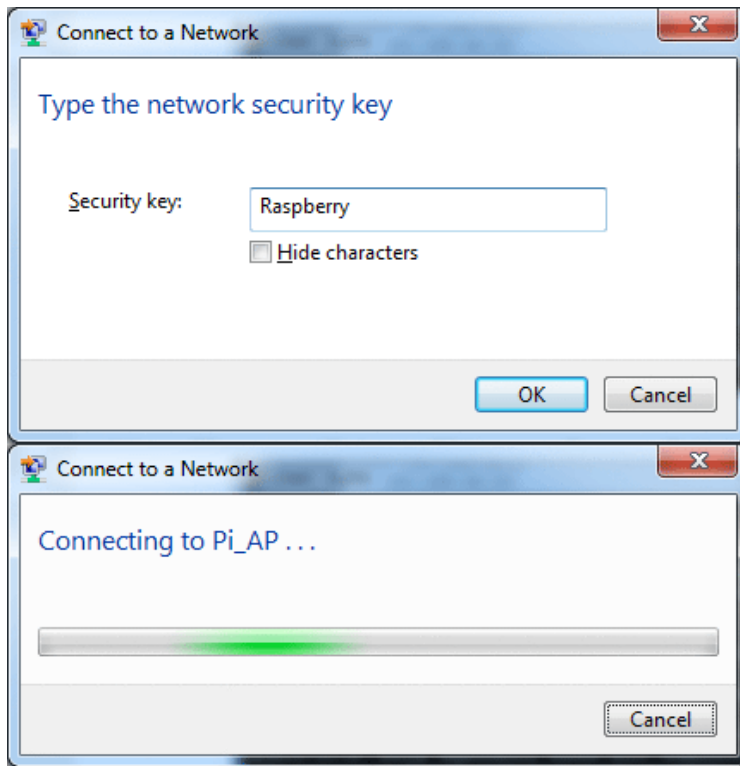 Connect to a Network
Type the network security key
Security key: Raspberry
Hide characters
OK Cancel
Connect to a Network
Connecting to Pi_AP . . .
Cancel